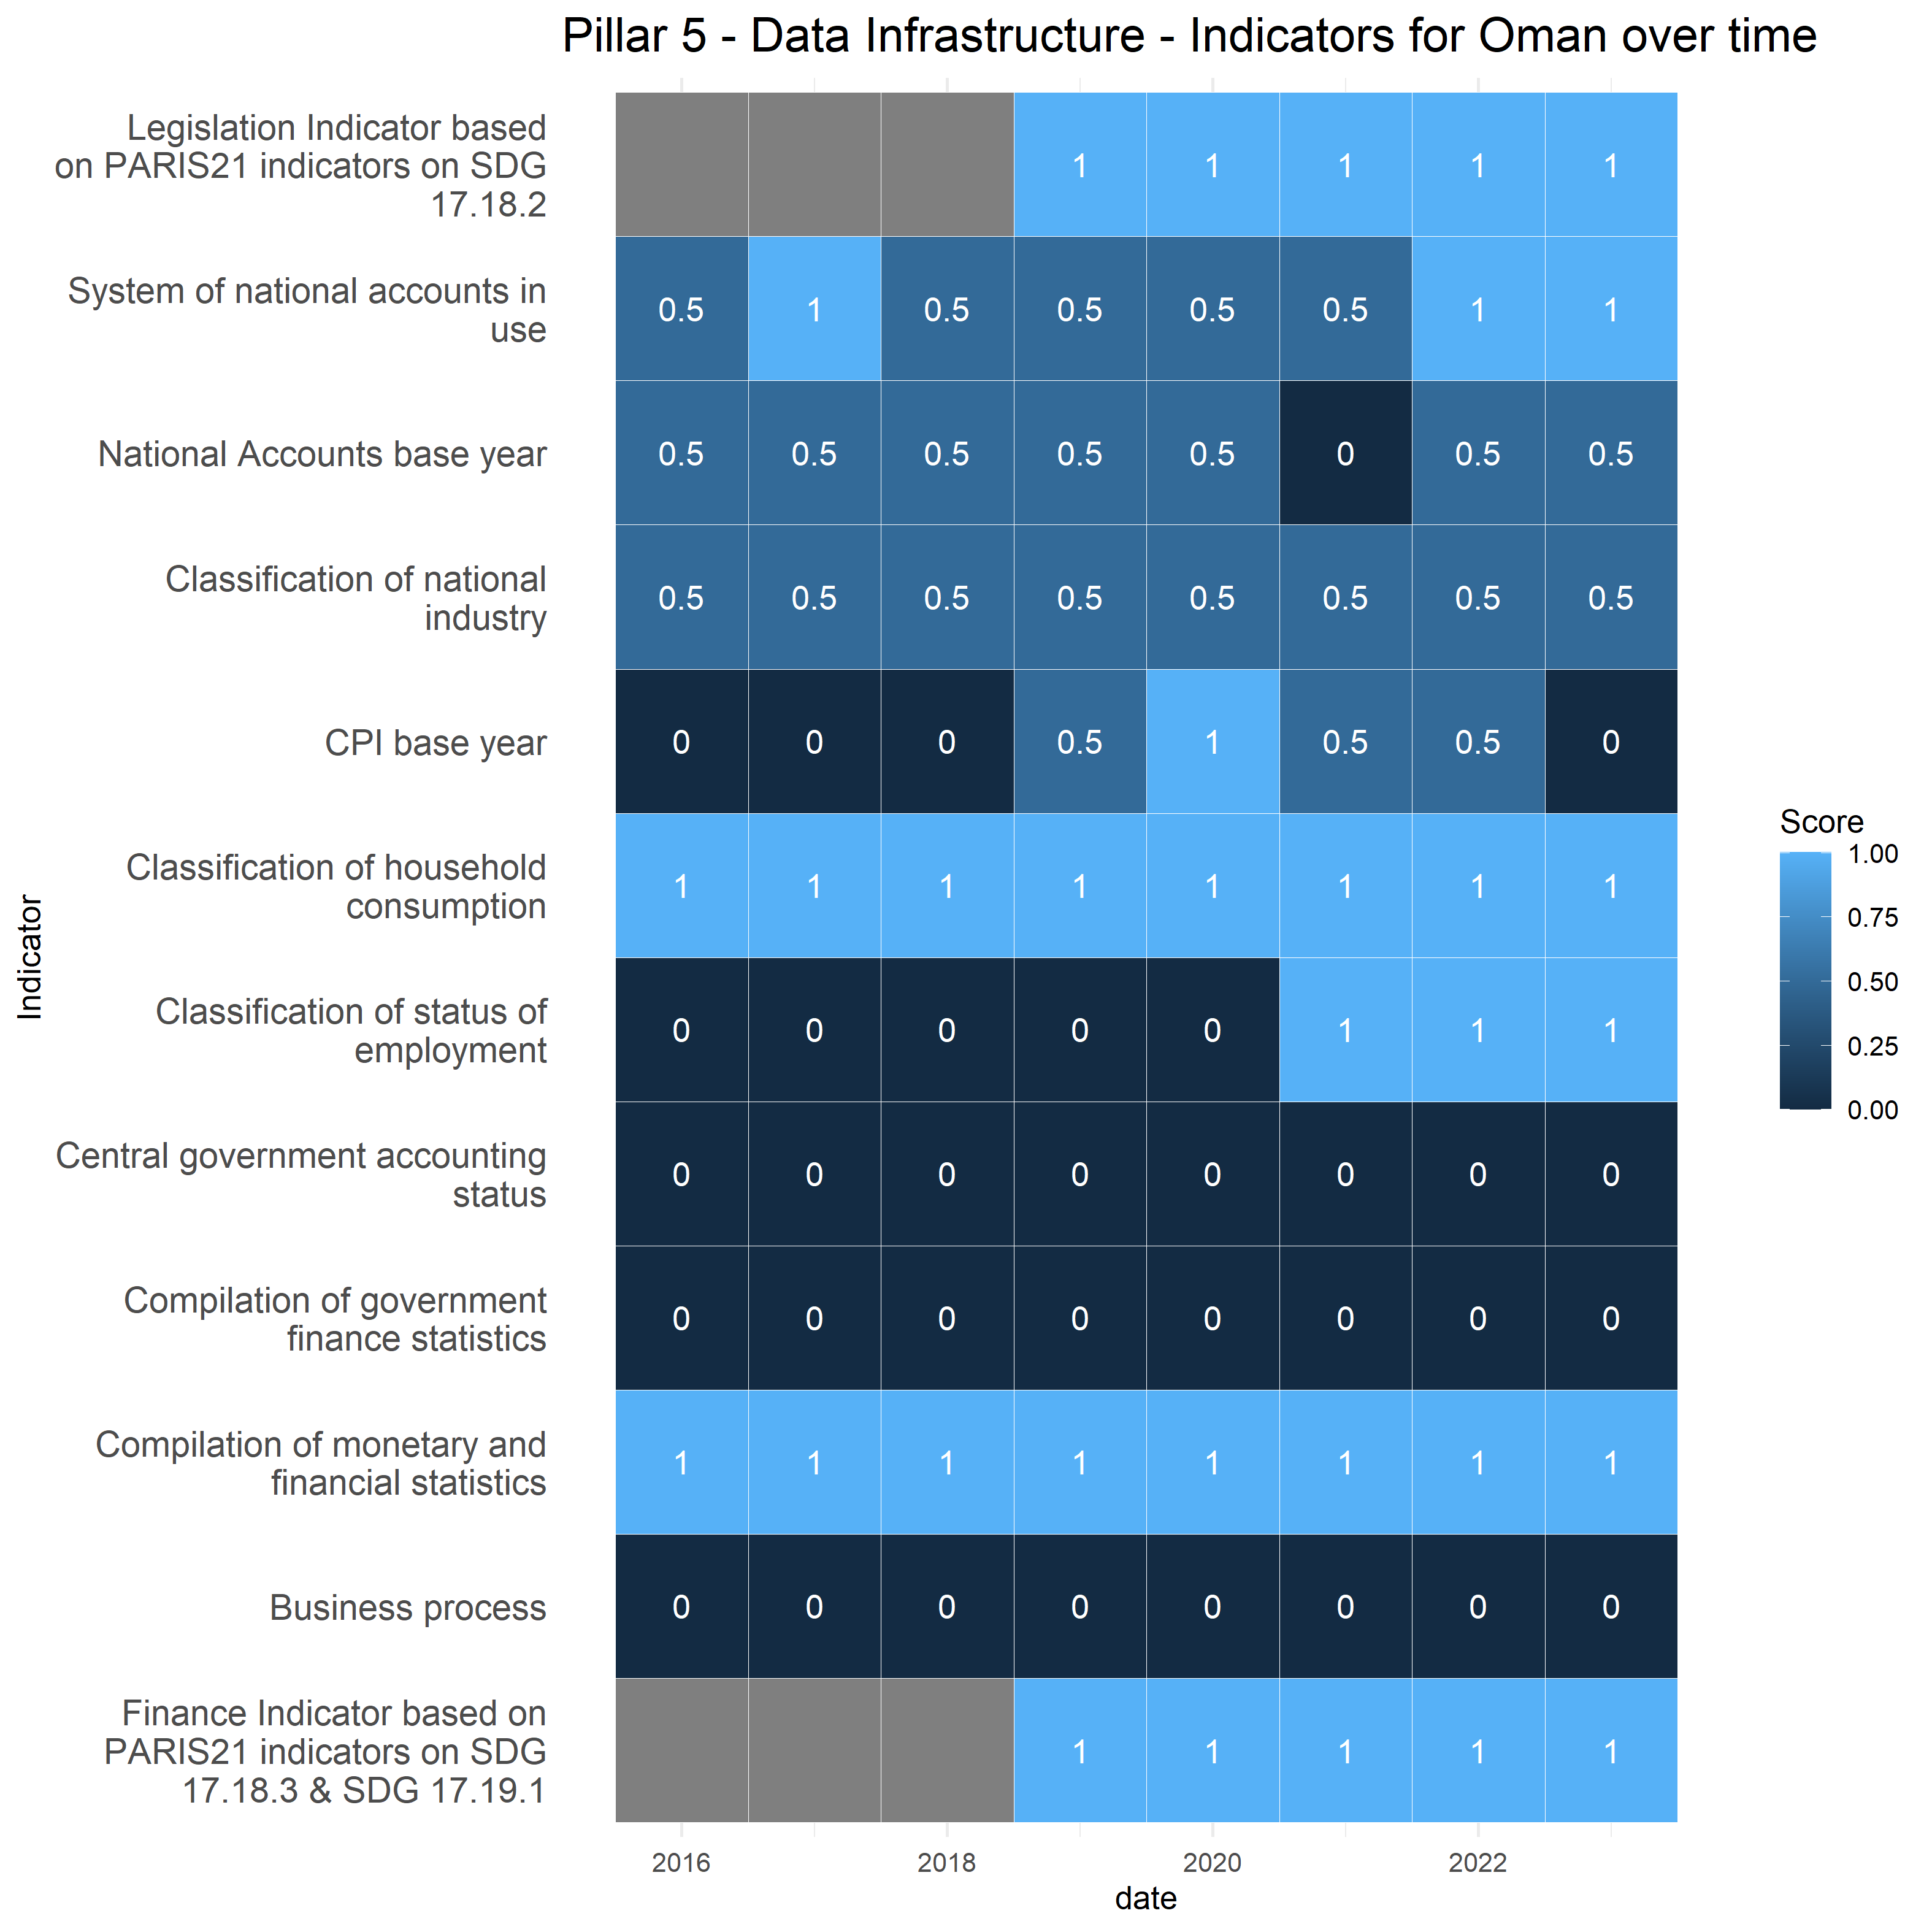 Pillar 5 - Data Infrastructure - Indicators for Oman over time
Indicator
Legislation Indicator based
on PARIS21 indicators on SDG
17.18.2
1 1 1 1 1
System of national accounts in
use
0.5 1 0.5 0.5 0.5 0.5 1 1
National Accounts base year
0.5 0.5 0.5 0.5 0.5 0 0.5 0.5
Classification of national
industry
0.5 0.5 0.5 0.5 0.5 0.5 0.5 0.5
CPI base year
0 0 0 0.5 1 0.5 0.5 0
Classification of household
consumption
1 1 1 1 1 1 1 1
Classification of status of
employment
0 0 0 0 0 1 1 1
Central government accounting
status
0 0 0 0 0 0 0 0
Compilation of government
finance statistics
0 0 0 0 0 0 0 0
Compilation of monetary and
financial statistics
1 1 1 1 1 1 1 1
Business process
0 0 0 0 0 0 0 0
Finance Indicator based on
PARIS21 indicators on SDG
17.18.3 & SDG 17.19.1
1 1 1 1 1
2016 2018 2020 2022
date
Score
1.00
0.75
0.50
0.25
0.00